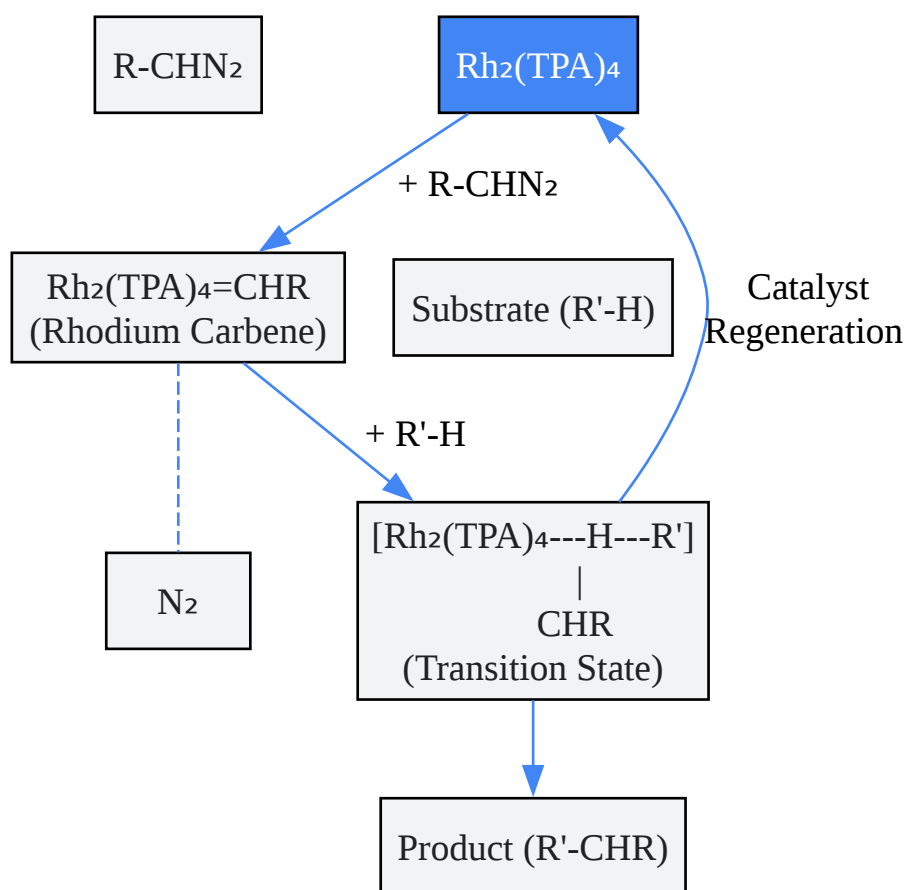 R-CHN₂
Rh₂(TPA)₄
+ R-CHN₂
Rh₂(TPA)₄=CHR
(Rhodium Carbene)
Substrate (R'-H)
Catalyst
Regeneration
+ R'-H
[Rh₂(TPA)₄---H---R']
|
CHR
(Transition State)
N₂
Product (R'-CHR)